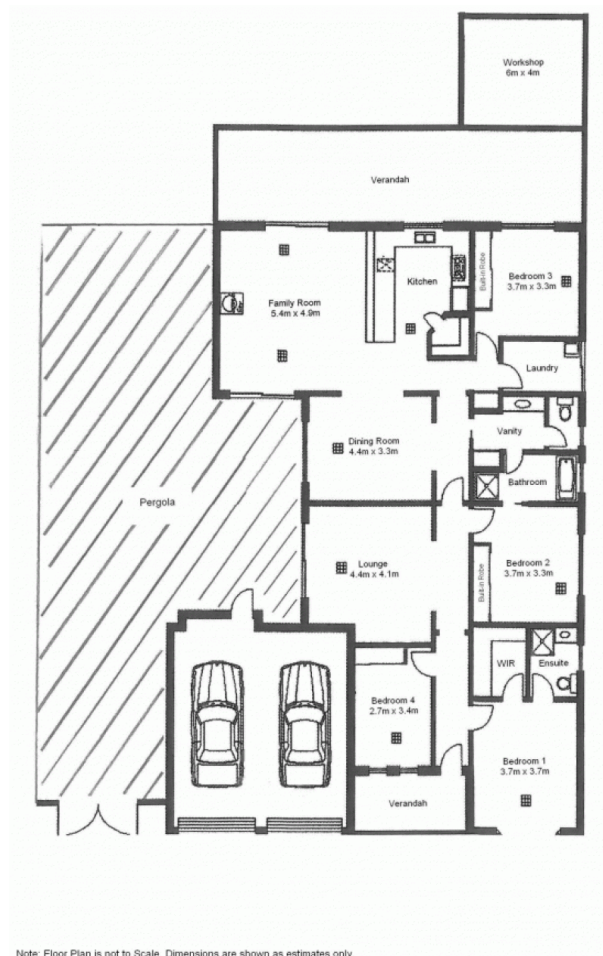 Workshop
6m x 4m
Verandah
Family Room
5.4m x 4.9m
Kitchen
Built-in Robe
Bedroom 3
3.7m x 3.3m
Laundry
Dining Room
4.4m x 3.3m
Vanity
Bathroom
Pergola
Lounge
4.4m x 4.1m
Built-in Robe
Bedroom 2
3.7m x 3.3m
WIR
Ensuite
Bedroom 4
2.7m x 3.4m
Bedroom 1
3.7m x 3.7m
Verandah
Note: Floor Plan is not to Scale. Dimensions are shown as estimates only